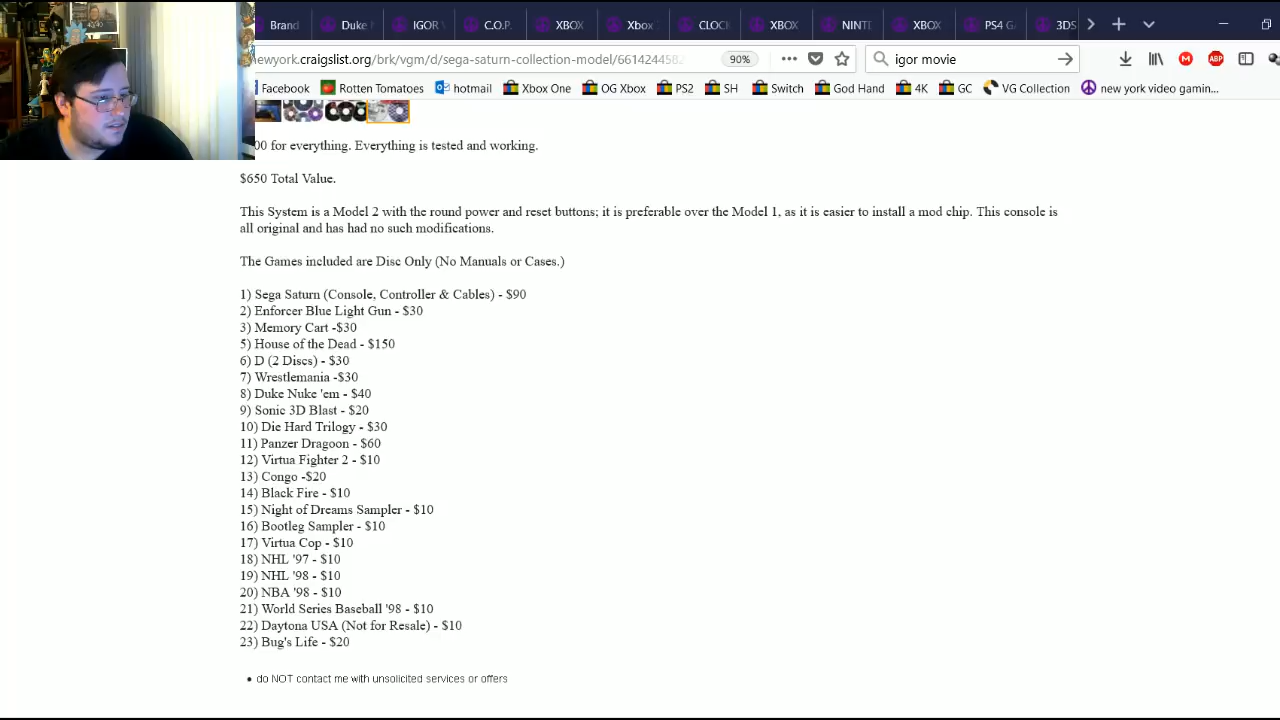 Brand
Duke
IGOR
C.O.P.
XBOX
Xbox
CLOCK
XBOX
NINTE
XBOX
PS4 G
3DS
ewyork.craigslist.org/brk/vgm/d/sega-saturn-collection-model/6614244582
90%
igor movie
Facebook
Rotten Tomatoes
hotmail
Xbox One
OG Xbox
PS2
SH
Switch
God Hand
4K
GC
VG Collection
new york video gamin...
00 for everything. Everything is tested and working.
$650 Total Value.
This System is a Model 2 with the round power and reset buttons; it is preferable over the Model 1, as it is easier to install a mod chip. This console is
all original and has had no such modifications.
The Games included are Disc Only (No Manuals or Cases.)
1) Sega Saturn (Console, Controller & Cables) - $90
2) Enforcer Blue Light Gun - $30
3) Memory Cart -$30
5) House of the Dead - $150
6) D (2 Discs) - $30
7) Wrestlemania -$30
8) Duke Nuke 'em - $40
9) Sonic 3D Blast - $20
10) Die Hard Trilogy - $30
11) Panzer Dragoon - $60
12) Virtua Fighter 2 - $10
13) Congo -$20
14) Black Fire - $10
15) Night of Dreams Sampler - $10
16) Bootleg Sampler - $10
17) Virtua Cop - $10
18) NHL '97 - $10
19) NHL '98 - $10
20) NBA '98 - $10
21) World Series Baseball '98 - $10
22) Daytona USA (Not for Resale) - $10
23) Bug's Life - $20
do NOT contact me with unsolicited services or offers